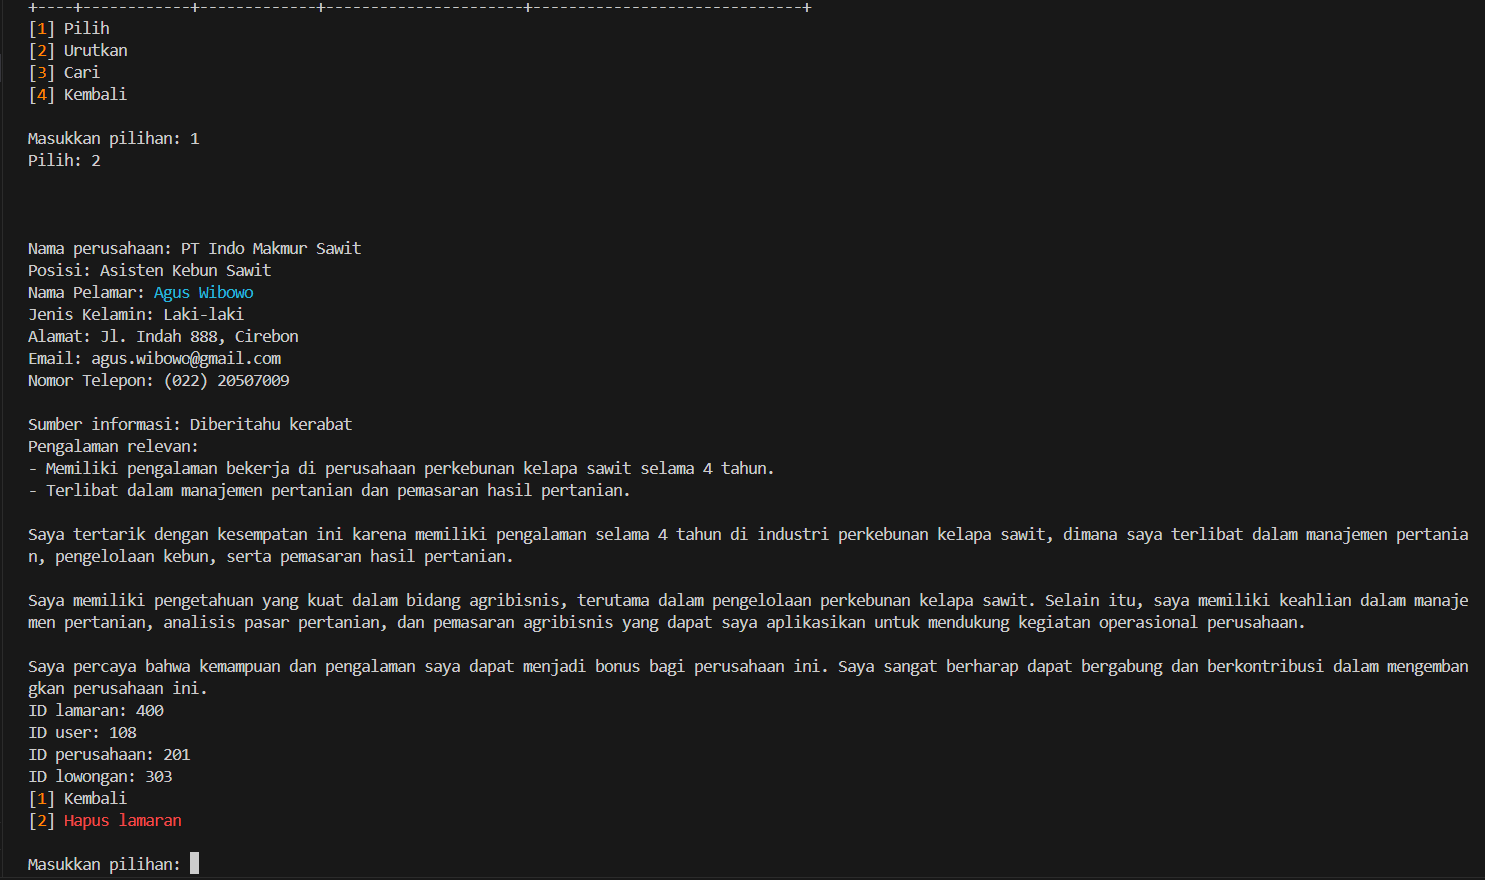 +----+------------+-------------+----------------------+------------------------------+
[1] Pilih
[2] Urutkan
[3] Cari
[4] Kembali
Masukkan pilihan: 1
Pilih: 2
Nama perusahaan: PT Indo Makmur Sawit
Posisi: Asisten Kebun Sawit
Nama Pelamar: Agus Wibowo
Jenis Kelamin: Laki-laki
Alamat: Jl. Indah 888, Cirebon
Email: agus.wibowo@gmail.com
Nomor Telepon: (022) 20507009
Sumber informasi: Diberitahu kerabat
Pengalaman relevan:
- Memiliki pengalaman bekerja di perusahaan perkebunan kelapa sawit selama 4 tahun.
- Terlibat dalam manajemen pertanian dan pemasaran hasil pertanian.
Saya tertarik dengan kesempatan ini karena memiliki pengalaman selama 4 tahun di industri perkebunan kelapa sawit, dimana saya terlibat dalam manajemen pertania
n, pengelolaan kebun, serta pemasaran hasil pertanian.
Saya memiliki pengetahuan yang kuat dalam bidang agribisnis, terutama dalam pengelolaan perkebunan kelapa sawit. Selain itu, saya memiliki keahlian dalam manaje
men pertanian, analisis pasar pertanian, dan pemasaran agribisnis yang dapat saya aplikasikan untuk mendukung kegiatan operasional perusahaan.
Saya percaya bahwa kemampuan dan pengalaman saya dapat menjadi bonus bagi perusahaan ini. Saya sangat berharap dapat bergabung dan berkontribusi dalam mengemban
gkan perusahaan ini.
ID lamaran: 400
ID user: 108
ID perusahaan: 201
ID lowongan: 303
[1] Kembali
[2] Hapus lamaran
Masukkan pilihan: